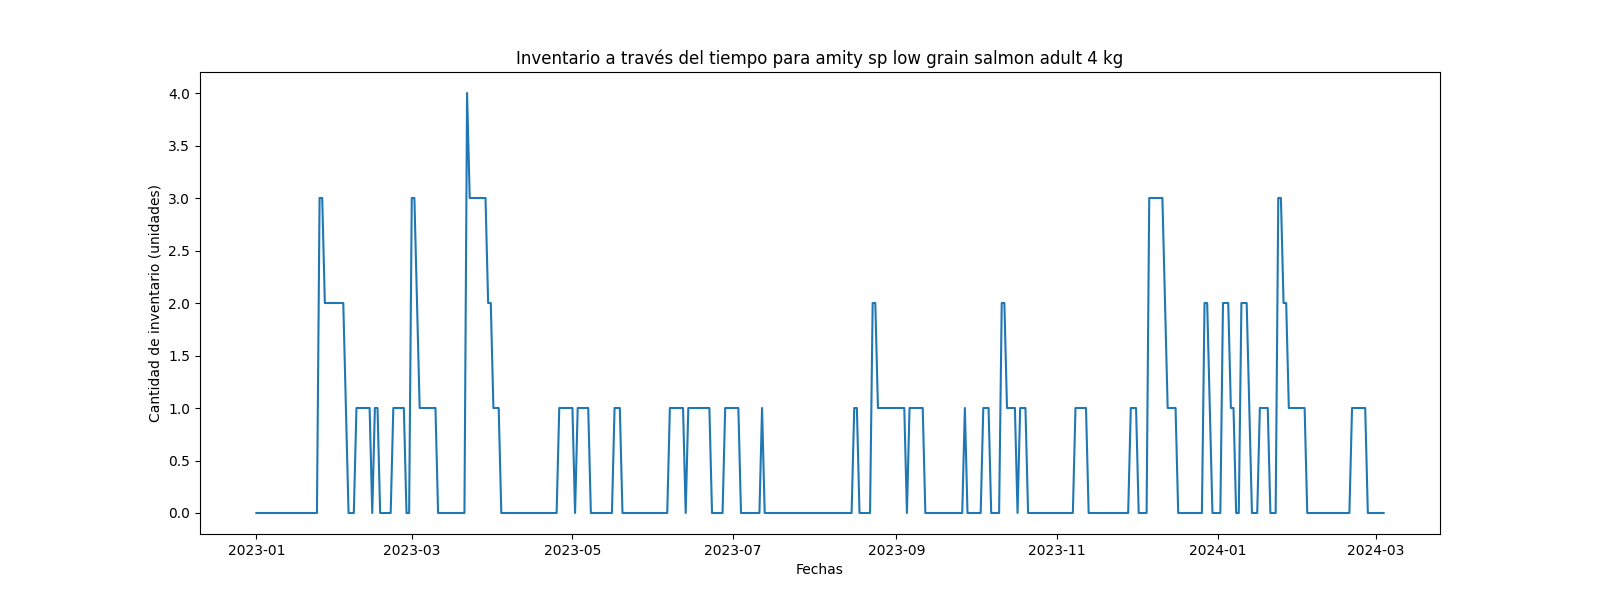 Inventario a través del tiempo para amity sp low grain salmon adult 4 kg
Cantidad de inventario (unidades)
4.0
3.5
3.0
2.5
2.0
1.5
1.0
0.5
0.0
2023-01 2023-03 2023-05 2023-07 2023-09 2023-11 2024-01 2024-03
Fechas